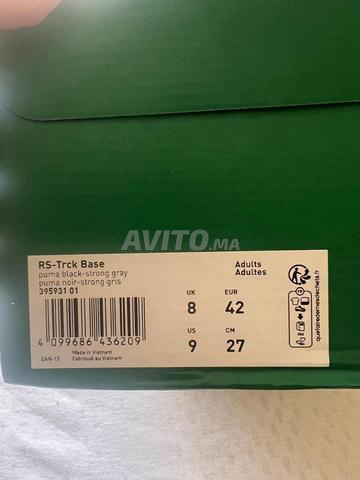 AVITO.MA
RS-Trck Base
puma black-strong gray
puma noir-strong gris
395931 01
Adults
Adultes
UK EUR
8 42
US CM
9 27
4 099686 436209
EAN-13
Made in Vietnam
Fabriqué au Vietnam
quefairedemesdechets.fr